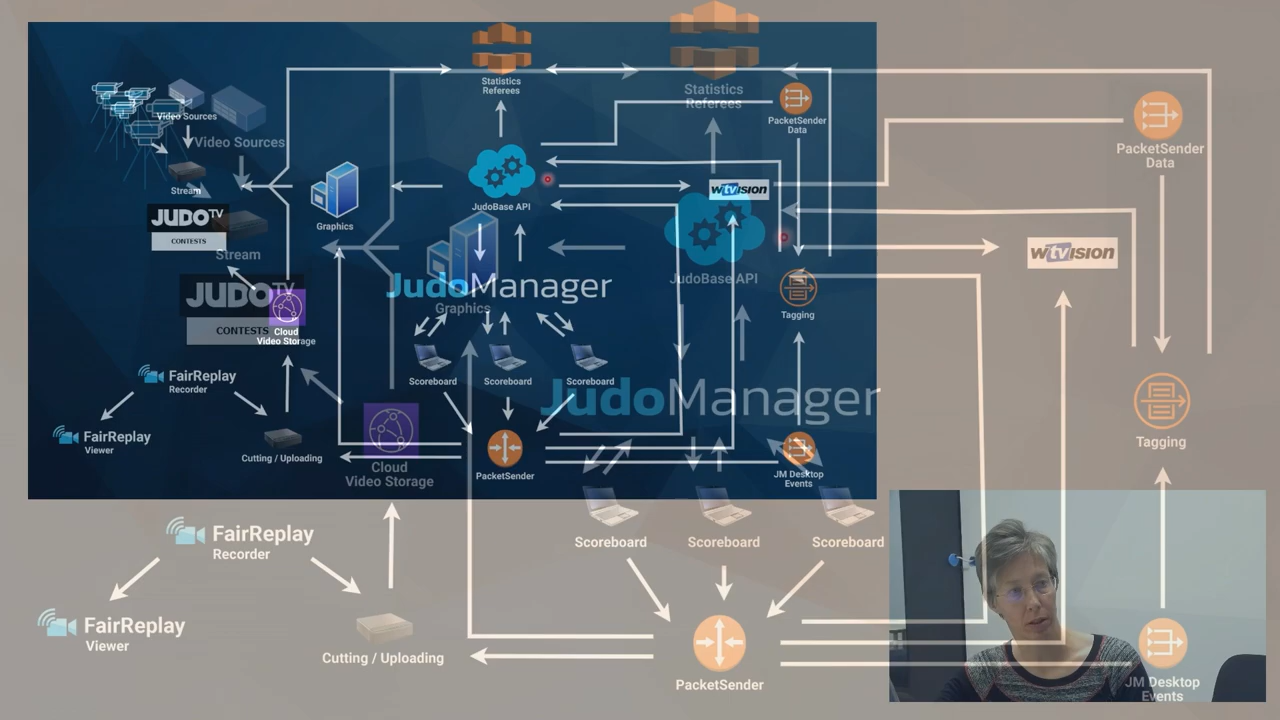 Statistics
Referees
Video Sources
PacketSender
Data
Stream
JUDO TV
CONTESTS
Graphics
JudoBase API
wtvision
JudoManager
Tagging
Cloud
Video Storage
Scoreboard
Scoreboard
Scoreboard
FairReplay
Recorder
FairReplay
Viewer
Cutting / Uploading
PacketSender
JM Desktop
Events
Statistics
Referees
Video Sources
PacketSender
Data
Stream
JUDO TV
CONTESTS
Graphics
JudoBase API
wtvision
JudoManager
Tagging
Cloud
Video Storage
Scoreboard
Scoreboard
Scoreboard
FairReplay
Recorder
FairReplay
Viewer
Cutting / Uploading
PacketSender
JM Desktop
Events